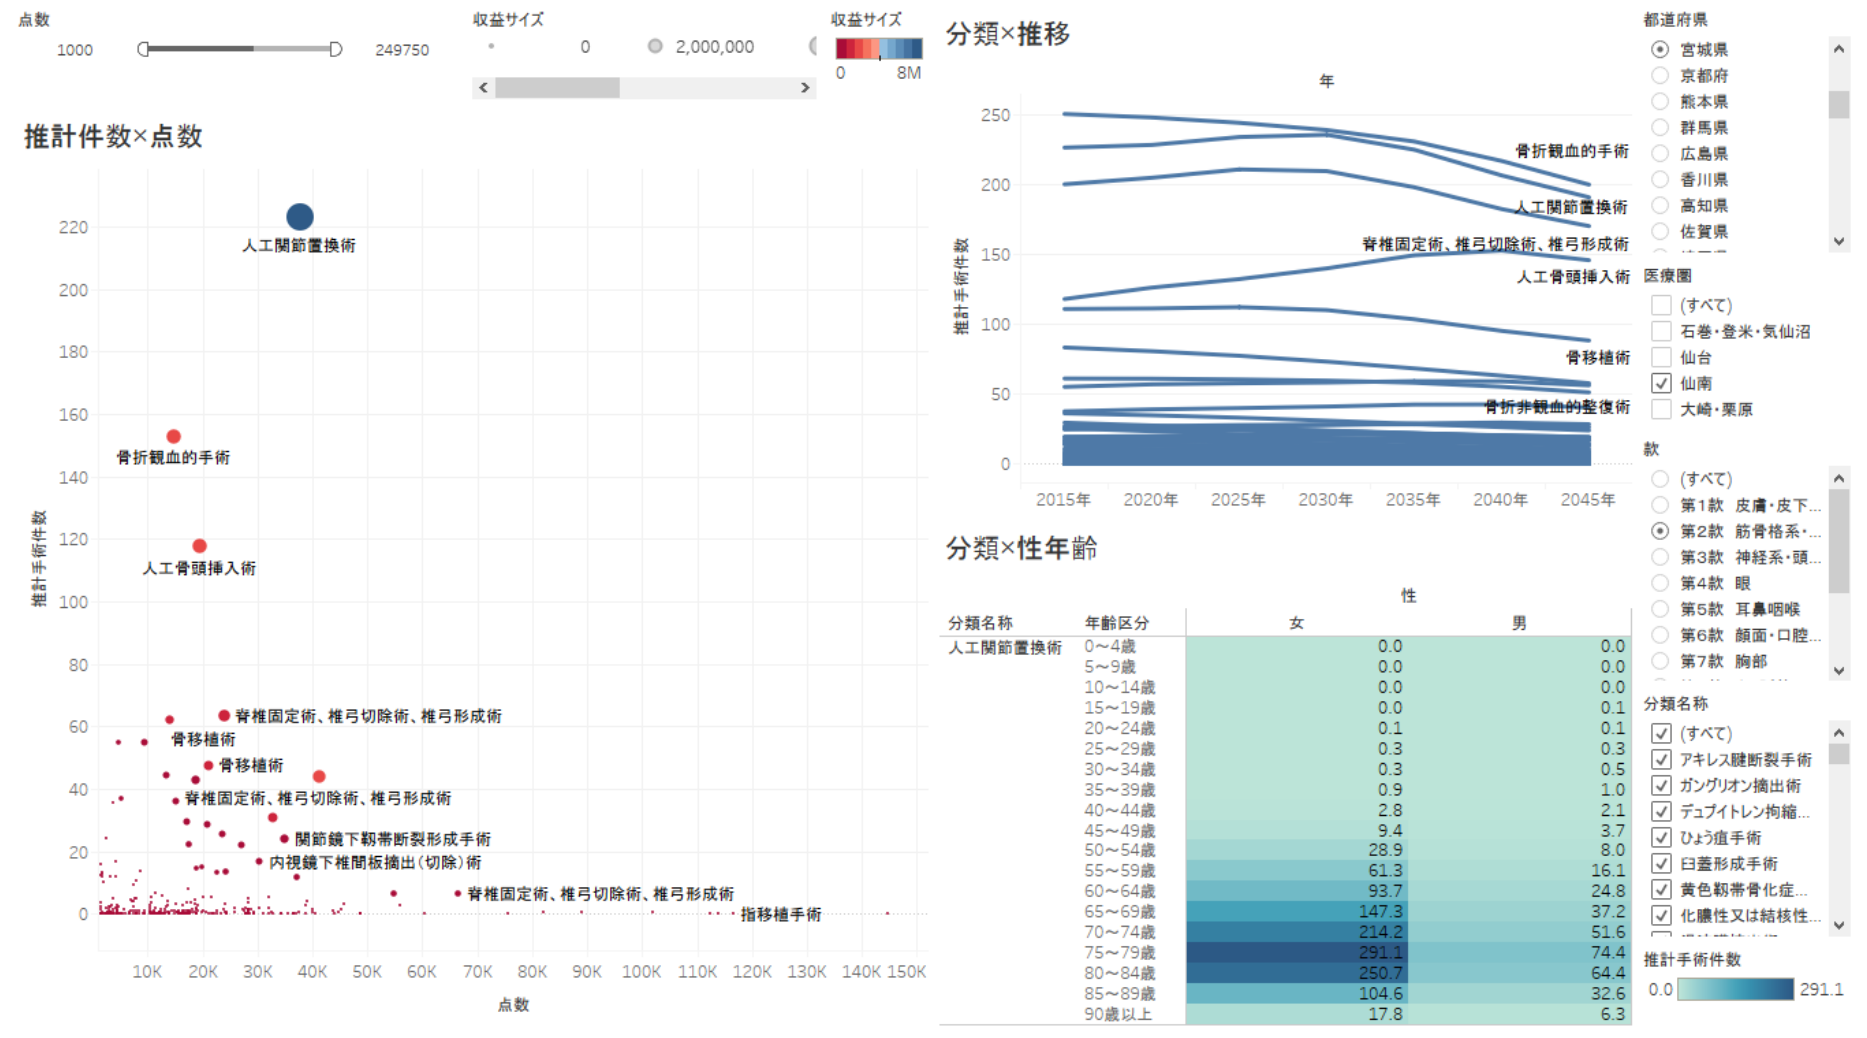 点数
1000
249750
収益サイズ
0
2,000,000
収益サイズ
0
8M
推計件数×点数
推計手術件数
220
200
180
160
140
120
100
80
60
40
20
0
人工関節置換術
骨折観血的手術
人工骨頭挿入術
脊椎固定術、椎弓切除術、椎弓形成術
骨移植術
骨移植術
脊椎固定術、椎弓切除術、椎弓形成術
関節鏡下靱帯断裂形成手術
内視鏡下椎間板摘出(切除)術
脊椎固定術、椎弓切除術、椎弓形成術
指移植手術
10K 20K 30K 40K 50K 60K 70K 80K 90K 100K 110K 120K 130K 140K 150K
点数
分類×推移
年
推計手術件数
250
200
150
100
50
0
骨折観血的手術
人工関節置換術
脊椎固定術、椎弓切除術、椎弓形成術
人工骨頭挿入術
骨移植術
骨折非観血的整復術
2015年 2020年 2025年 2030年 2035年 2040年 2045年
分類×性年齢
性
分類名称 年齢区分 女 男
人工関節置換術 0～4歳 0.0 0.0
5～9歳 0.0 0.0
10～14歳 0.0 0.0
15～19歳 0.0 0.1
20～24歳 0.1 0.1
25～29歳 0.3 0.3
30～34歳 0.3 0.5
35～39歳 0.9 1.0
40～44歳 2.8 2.1
45～49歳 9.4 3.7
50～54歳 28.9 8.0
55～59歳 61.3 16.1
60～64歳 93.7 24.8
65～69歳 147.3 37.2
70～74歳 214.2 51.6
75～79歳 291.1 74.4
80～84歳 250.7 64.4
85～89歳 104.6 32.6
90歳以上 17.8 6.3
都道府県
宮城県
京都府
熊本県
群馬県
広島県
香川県
高知県
佐賀県
医療圏
(すべて)
石巻・登米・気仙沼
仙台
仙南
大崎・栗原
款
(すべて)
第1款 皮膚・皮下...
第2款 筋骨格系・...
第3款 神経系・頭...
第4款 眼
第5款 耳鼻咽喉
第6款 顔面・口腔...
第7款 胸部
分類名称
(すべて)
アキレス腱断裂手術
ガングリオン摘出術
デュプイトレン拘縮...
ひょう疽手術
臼蓋形成手術
黄色靱帯骨化症...
化膿性又は結核性...
推計手術件数
0.0
291.1